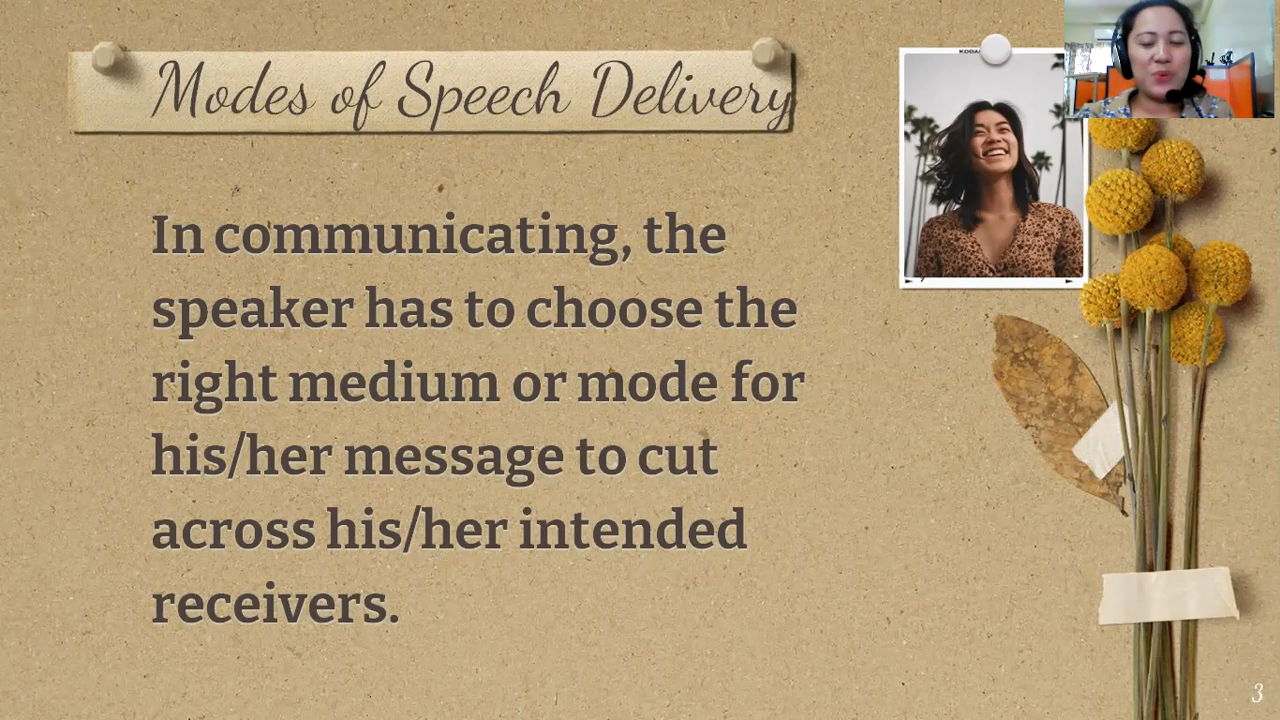 Modes of Speech Delivery
KODA
In communicating, the
speaker has to choose the
right medium or mode for
his/her message to cut
across his/her intended
receivers.
3